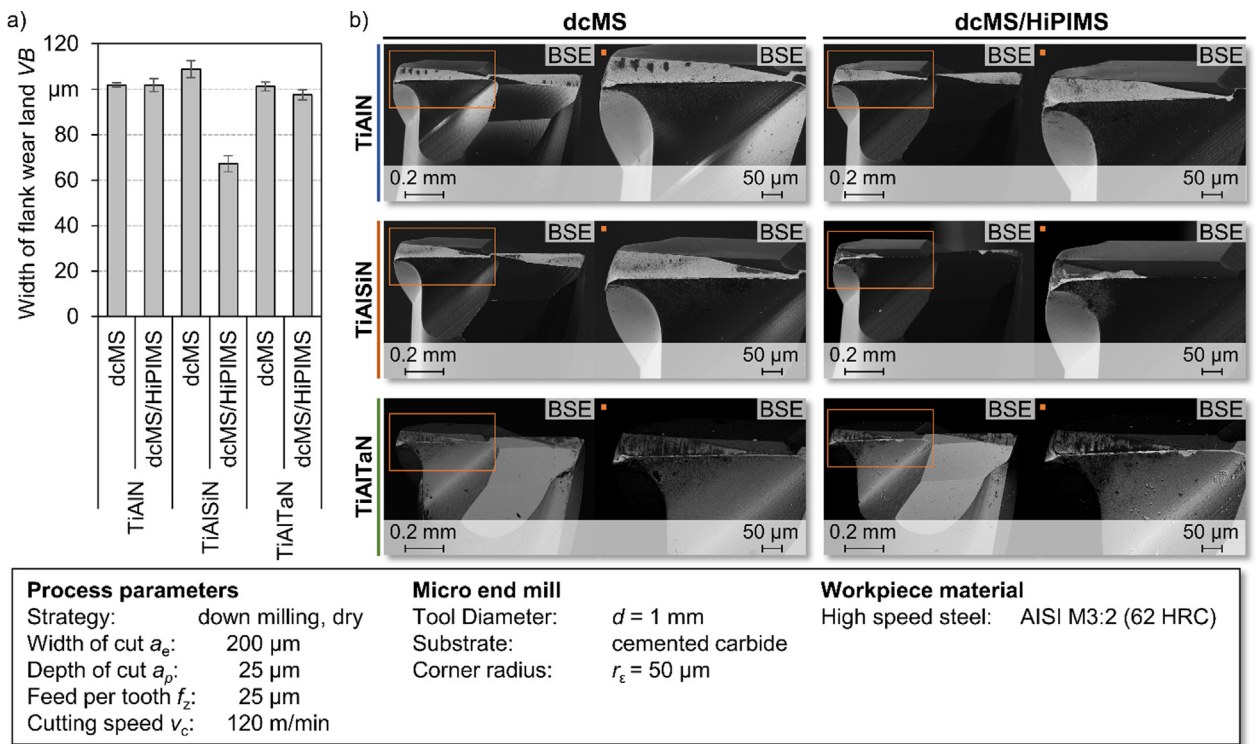 a)
Width of flank wear land VB
120
µm
80
60
40
20
0
dcMS
dcMS/HiPIMS
dcMS
dcMS/HiPIMS
dcMS
dcMS/HiPIMS
TiAlN
TiAlSiN
TiAlTaN
b)
dcMS
dcMS/HiPIMS
TiAlN
BSE
BSE
BSE
BSE
0.2 mm
50 µm
0.2 mm
50 µm
TiAlSiN
BSE
BSE
BSE
BSE
0.2 mm
50 µm
0.2 mm
50 µm
TiAlTaN
BSE
BSE
BSE
BSE
0.2 mm
50 µm
0.2 mm
50 µm
Process parameters
Strategy: down milling, dry
Width of cut ae: 200 µm
Depth of cut ap: 25 µm
Feed per tooth fz: 25 µm
Cutting speed vc: 120 m/min
Micro end mill
Tool Diameter: d = 1 mm
Substrate: cemented carbide
Corner radius: rε = 50 µm
Workpiece material
High speed steel: AISI M3:2 (62 HRC)